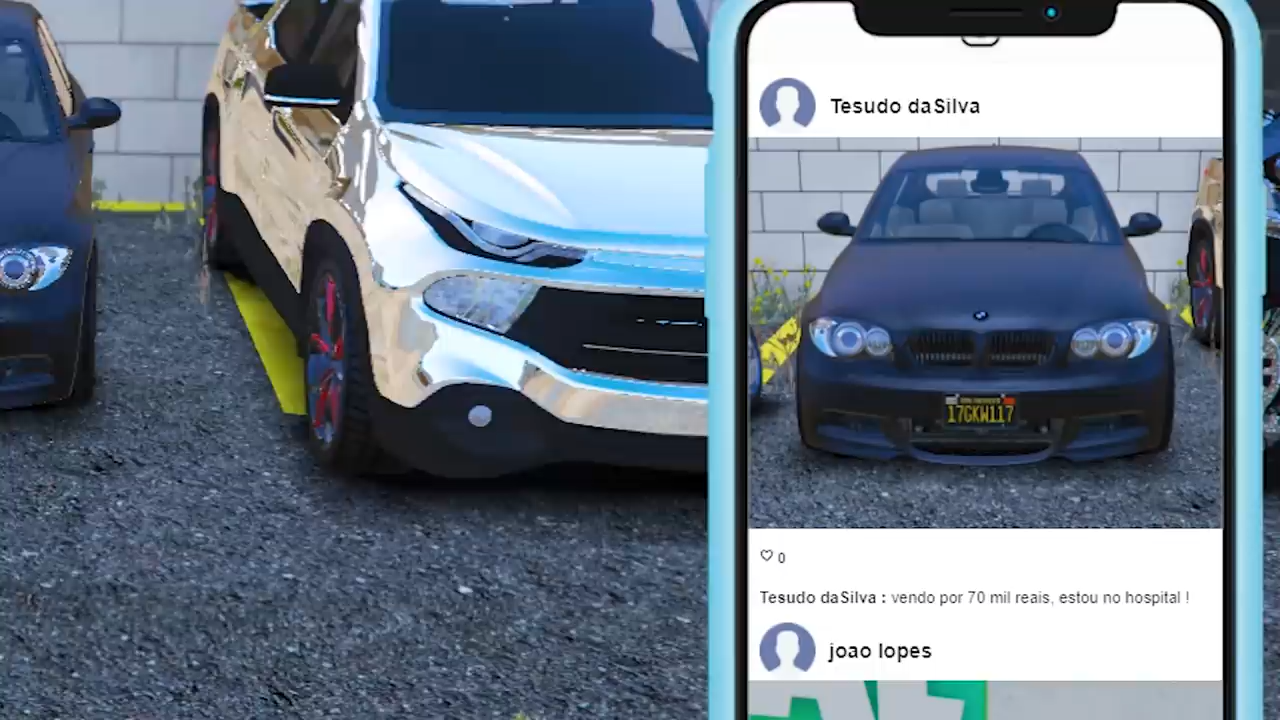 Tesudo daSilva
17GKW117
0
Tesudo daSilva : vendo por 70 mil reais, estou no hospital !
joao lopes